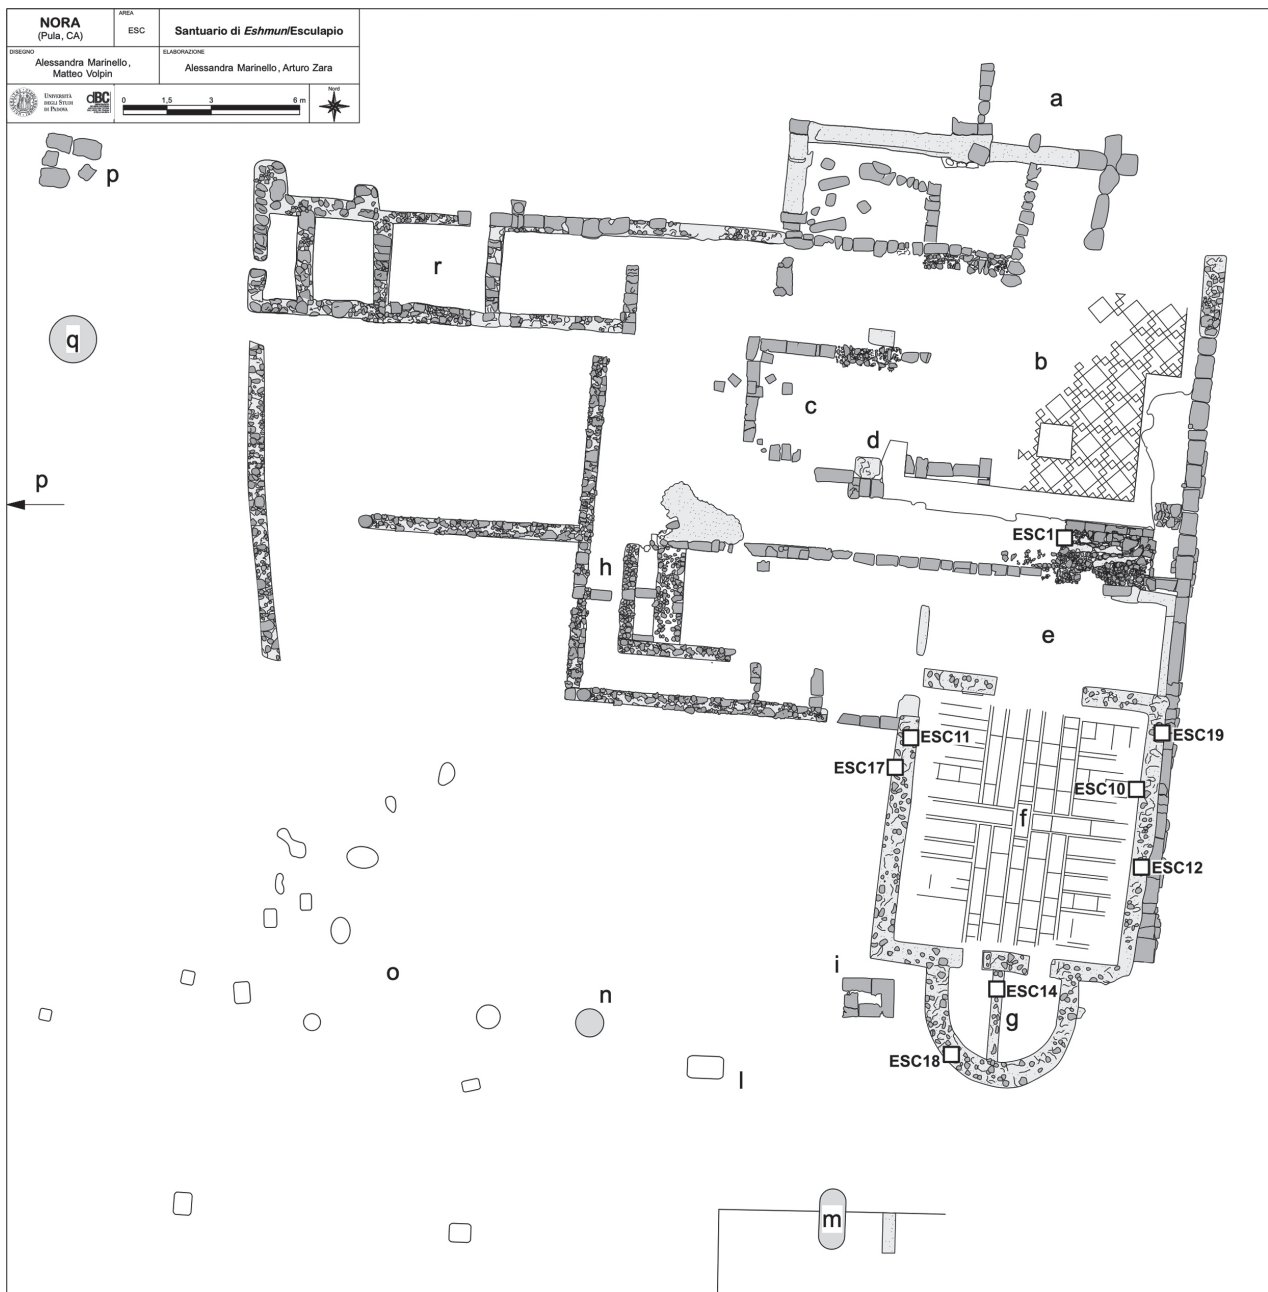 NORA
(Pula, CA)
AREA
ESC
Santuario di Eshmun/Esculapio
DISEGNO
Alessandra Marinello,
Matteo Volpin
ELABORAZIONE
Alessandra Marinello, Arturo Zara
UNIVERSITÀ
DEGLI STUDI
DI PADOVA
dBC
0 1,5 3 6 m
Nord
a
p
r
q
b
c
d
p
ESC1
h
e
ESC11
ESC19
ESC17
ESC10
f
ESC12
i
o
n
ESC14
g
ESC18
l
m